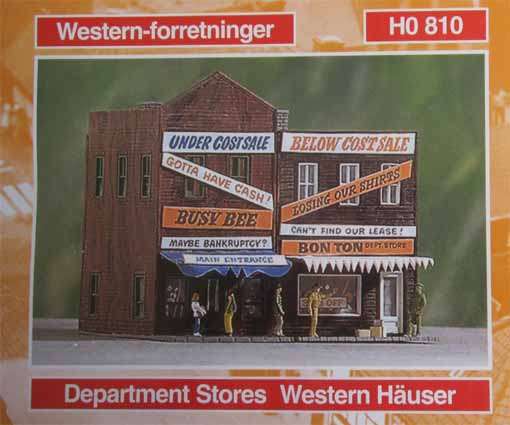 Western-forretninger
H0 810
UNDER COST SALE
GOTTA HAVE CASH!
BUSY BEE
MAYBE BANKRUPTCY?
MAIN ENTRANCE
BELOW COST SALE
LOSING OUR SHIRTS
CAN'T FIND OUR LEASE!
BON TON DEPT. STORE
OFF
Department Stores Western Häuser